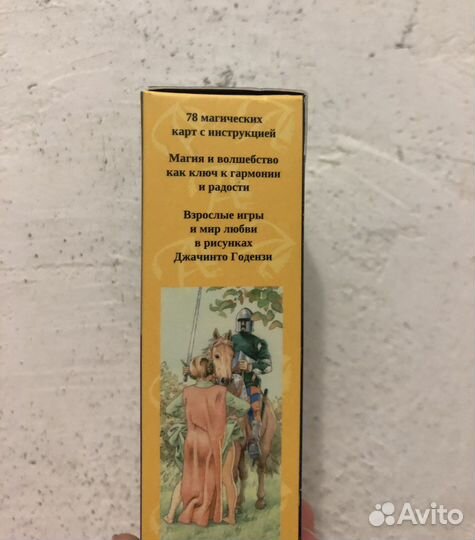 78 магических
карт с инструкцией
Магия и волшебство
как ключ к гармонии
и радости
Взрослые игры
и мир любви
в рисунках
Джачинто Годензи
Avito